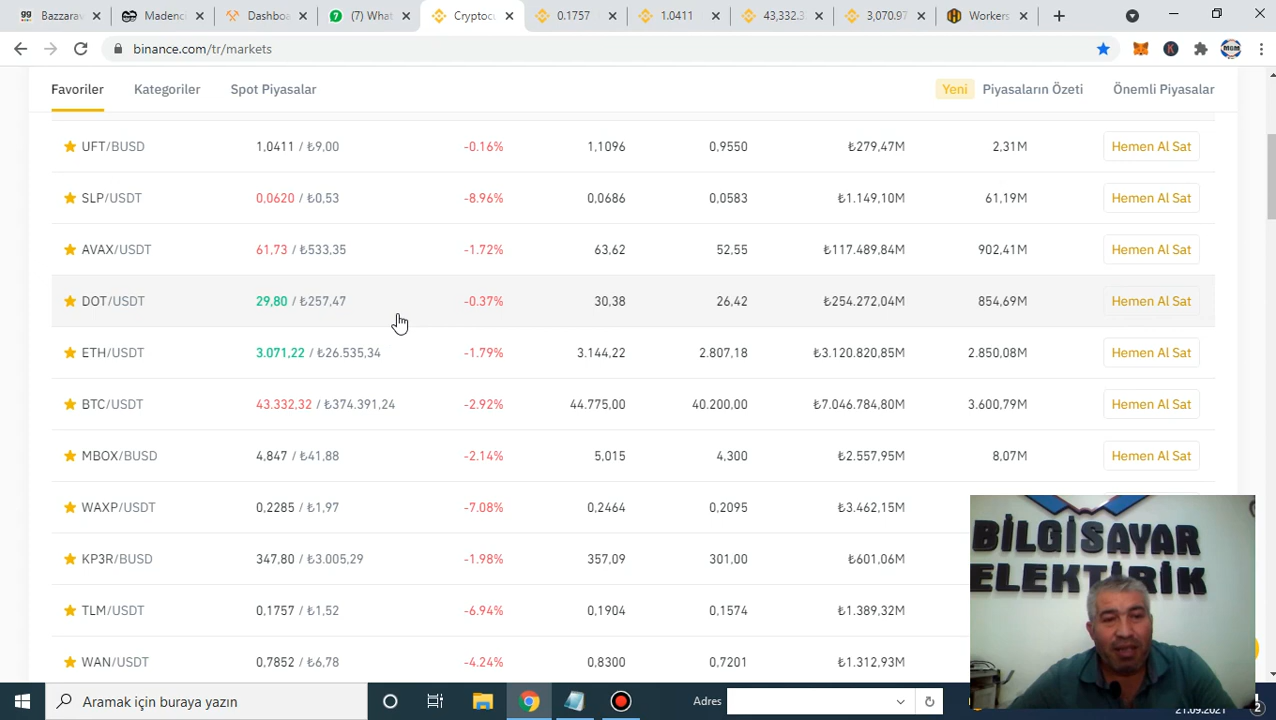 Bazzarav Madenci Dashboa (7) What Cryptocu 0.1757 1.0411 43,332.3 3,070.97 Workers
binance.com/tr/markets
Favoriler Kategoriler Spot Piyasalar Yeni Piyasaların Özeti Önemli Piyasalar
UFT/BUSD 1,0411 / ₺9,00 -0.16% 1,1096 0,9550 ₺279,47M 2,31M Hemen Al Sat
SLP/USDT 0,0620 / ₺0,53 -8.96% 0,0686 0,0583 ₺1.149,10M 61,19M Hemen Al Sat
AVAX/USDT 61,73 / ₺533,35 -1.72% 63,62 52,55 ₺117.489,84M 902,41M Hemen Al Sat
DOT/USDT 29,80 / ₺257,47 -0.37% 30,38 26,42 ₺254.272,04M 854,69M Hemen Al Sat
ETH/USDT 3.071,22 / ₺26.535,34 -1.79% 3.144,22 2.807,18 ₺3.120.820,85M 2.850,08M Hemen Al Sat
BTC/USDT 43.332,32 / ₺374.391,24 -2.92% 44.775,00 40.200,00 ₺7.046.784,80M 3.600,79M Hemen Al Sat
MBOX/BUSD 4,847 / ₺41,88 -2.14% 5,015 4,300 ₺2.557,95M 8,07M Hemen Al Sat
WAXP/USDT 0,2285 / ₺1,97 -7.08% 0,2464 0,2095 ₺3.462,15M
KP3R/BUSD 347,80 / ₺3.005,29 -1.98% 357,09 301,00 ₺601,06M
TLM/USDT 0,1757 / ₺1,52 -6.94% 0,1904 0,1574 ₺1.389,32M
WAN/USDT 0,7852 / ₺6,78 -4.24% 0,8300 0,7201 ₺1.312,93M
BİLGİSAYAR
ELEKTİRİK
Aramak için buraya yazın Adres
21.09.2021 2